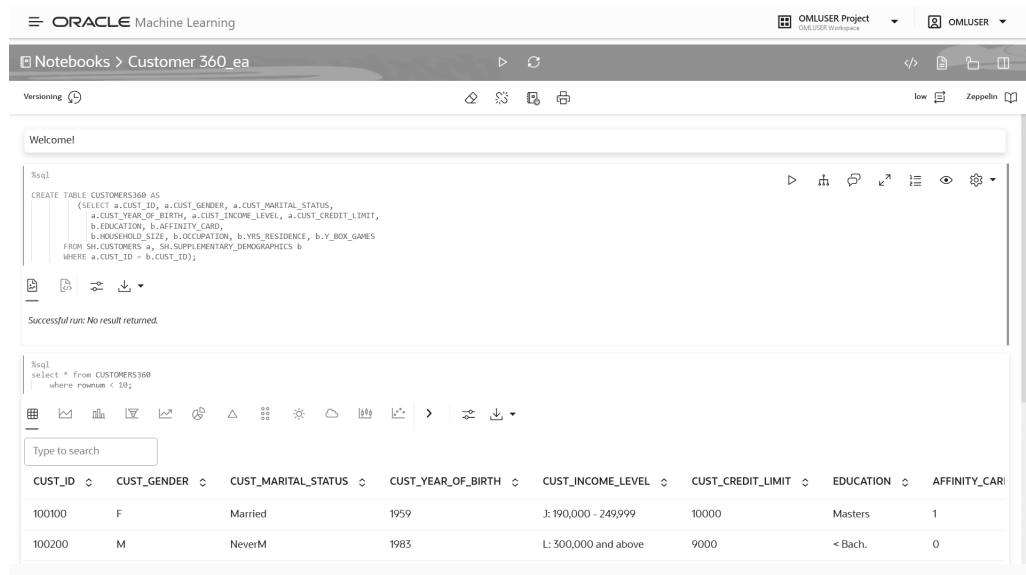 ORACLE Machine Learning
OMLUSER Project
OMLUSER Workspace
OMLUSER
Notebooks > Customer 360_ea
Versioning
low
Zeppelin
Welcome!
%sql
CREATE TABLE CUSTOMERS360 AS
(SELECT a.CUST_ID, a.CUST_GENDER, a.CUST_MARITAL_STATUS,
a.CUST_YEAR_OF_BIRTH, a.CUST_INCOME_LEVEL, a.CUST_CREDIT_LIMIT,
b.EDUCATION, b.AFFINITY_CARD,
b.HOUSEHOLD_SIZE, b.OCCUPATION, b.YRS_RESIDENCE, b.Y_BOX_GAMES
FROM SH.CUSTOMERS a, SH.SUPPLEMENTARY_DEMOGRAPHICS b
WHERE a.CUST_ID = b.CUST_ID);
Successful run: No result returned.
%sql
select * from CUSTOMERS360
where rownum < 10;
Type to search
CUST_ID CUST_GENDER CUST_MARITAL_STATUS CUST_YEAR_OF_BIRTH CUST_INCOME_LEVEL CUST_CREDIT_LIMIT EDUCATION AFFINITY_CARI
100100 F Married 1959 J: 190,000 - 249,999 10000 Masters 1
100200 M NeverM 1983 L: 300,000 and above 9000 < Bach. 0